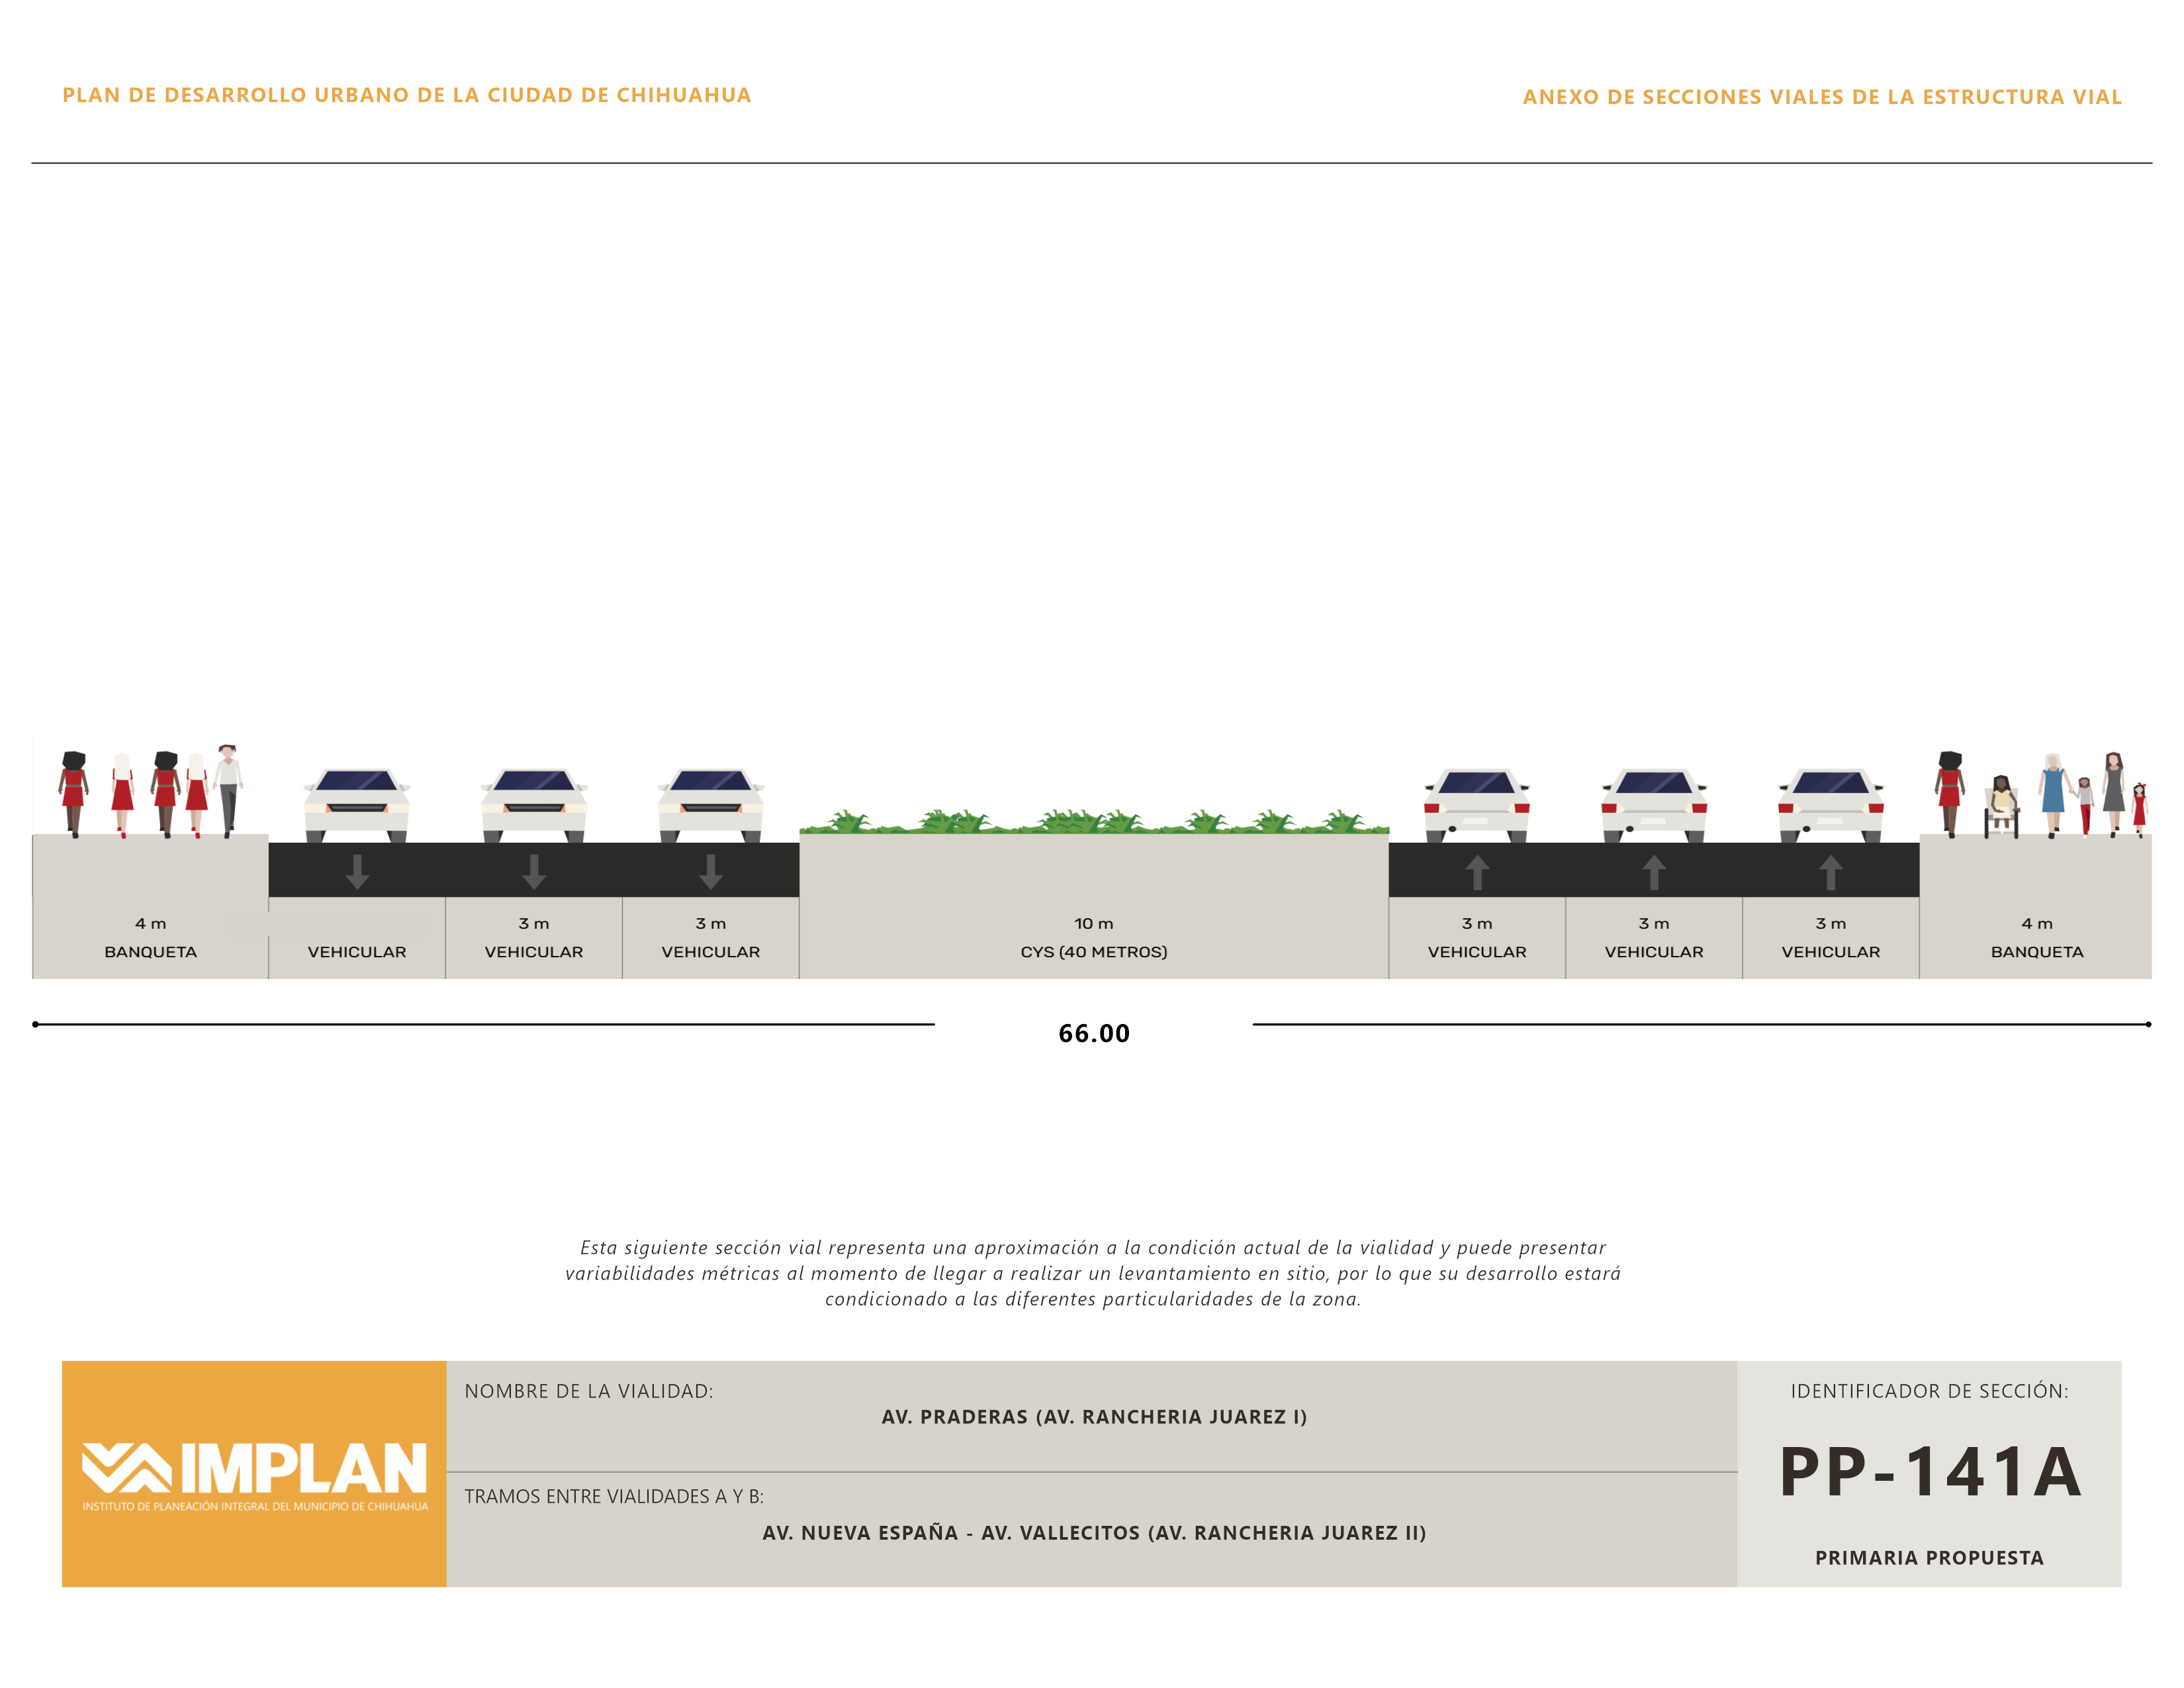 PLAN DE DESARROLLO URBANO DE LA CIUDAD DE CHIHUAHUA
ANEXO DE SECCIONES VIALES DE LA ESTRUCTURA VIAL
4 m
BANQUETA
VEHICULAR
3 m
VEHICULAR
3 m
VEHICULAR
10 m
CYS (40 METROS)
3 m
VEHICULAR
3 m
VEHICULAR
3 m
VEHICULAR
4 m
BANQUETA
66.00
Esta siguiente sección vial representa una aproximación a la condición actual de la vialidad y puede presentar
variabilidades métricas al momento de llegar a realizar un levantamiento en sitio, por lo que su desarrollo estará
condicionado a las diferentes particularidades de la zona.
IMPLAN
INSTITUTO DE PLANEACIÓN INTEGRAL DEL MUNICIPIO DE CHIHUAHUA
NOMBRE DE LA VIALIDAD:
AV. PRADERAS (AV. RANCHERIA JUAREZ I)
TRAMOS ENTRE VIALIDADES A Y B:
AV. NUEVA ESPAÑA - AV. VALLECITOS (AV. RANCHERIA JUAREZ II)
IDENTIFICADOR DE SECCIÓN:
PP-141A
PRIMARIA PROPUESTA